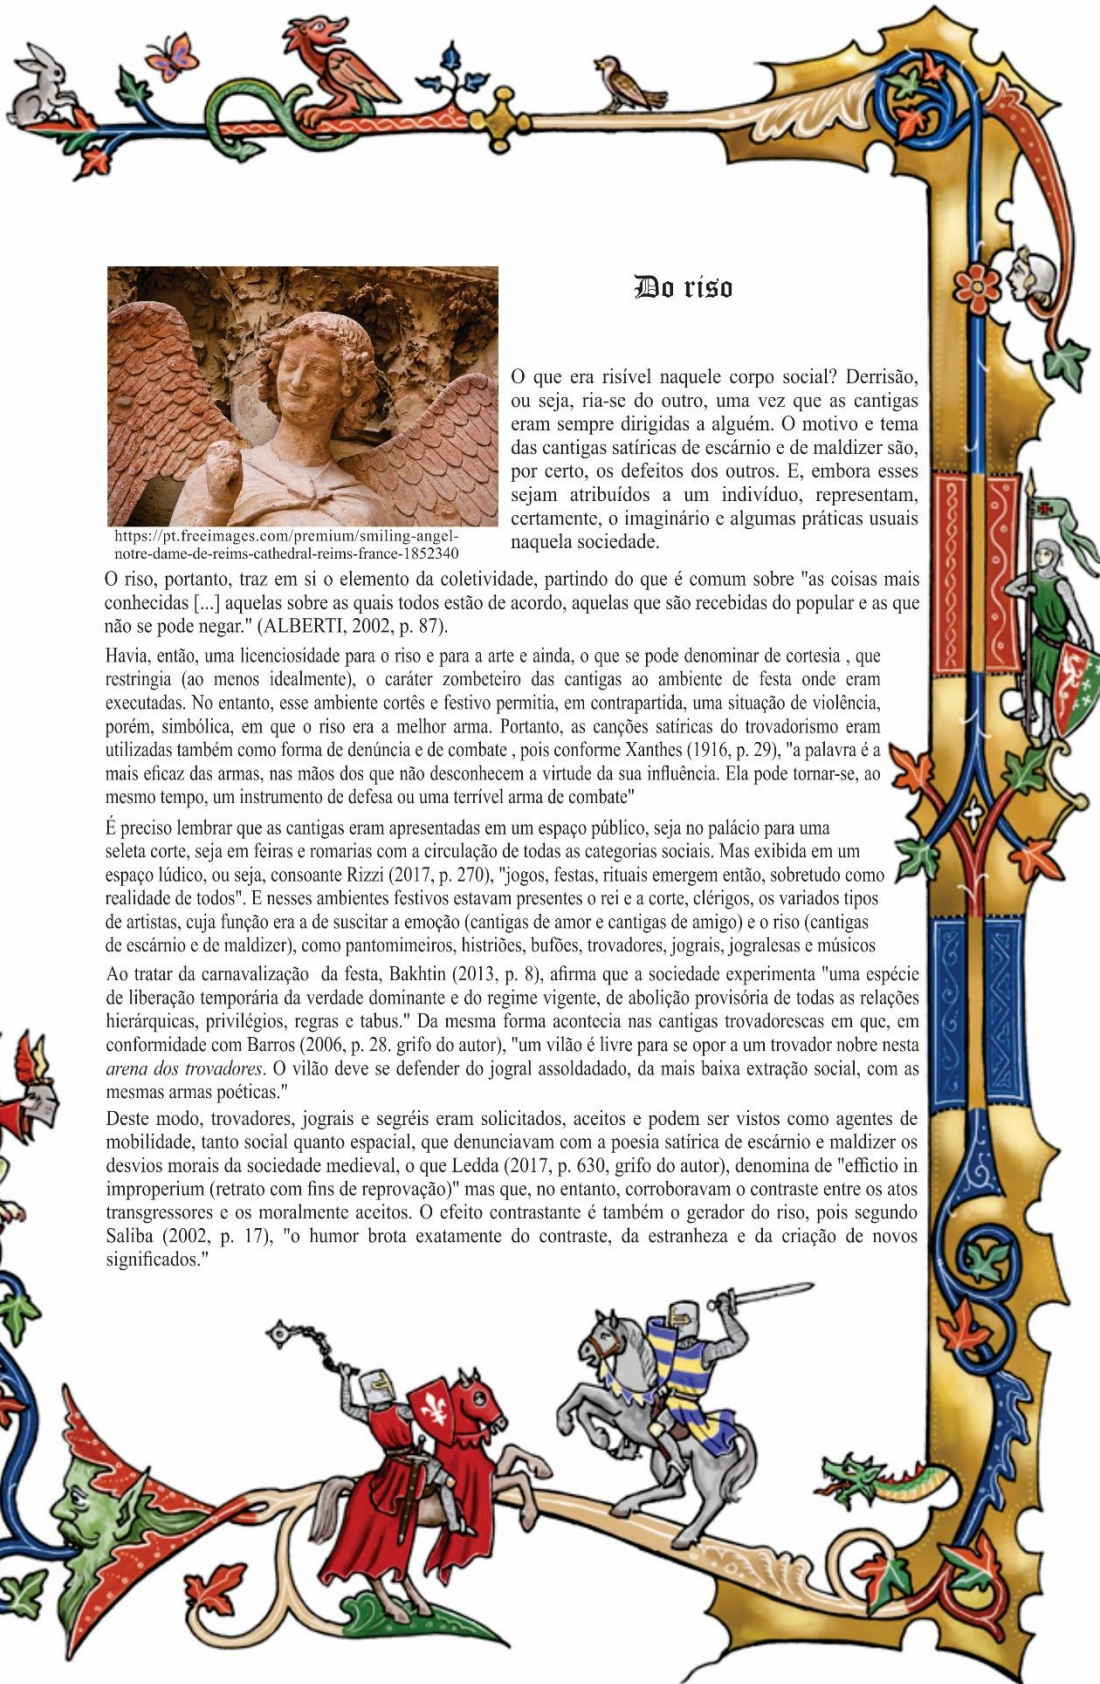 Do riso
O que era risível naquele corpo social? Derrisão,
ou seja, ria-se do outro, uma vez que as cantigas
eram sempre dirigidas a alguém. O motivo e tema
das cantigas satíricas de escárnio e de maldizer são,
por certo, os defeitos dos outros. E, embora esses
sejam atribuídos a um indivíduo, representam,
certamente, o imaginário e algumas práticas usuais
naquela sociedade.
https://pt.freeimages.com/premium/smiling-angel-
notre-dame-de-reims-cathedral-reims-france-1852340
O riso, portanto, traz em si o elemento da coletividade, partindo do que é comum sobre "as coisas mais
conhecidas [...] aquelas sobre as quais todos estão de acordo, aquelas que são recebidas do popular e as que
não se pode negar." (ALBERTI, 2002, p. 87).
Havia, então, uma licenciosidade para o riso e para a arte e ainda, o que se pode denominar de cortesia , que
restringia (ao menos idealmente), o caráter zombeteiro das cantigas ao ambiente de festa onde eram
executadas. No entanto, esse ambiente cortês e festivo permitia, em contrapartida, uma situação de violência,
porém, simbólica, em que o riso era a melhor arma. Portanto, as canções satíricas do trovadorismo eram
utilizadas também como forma de denúncia e de combate , pois conforme Xanthes (1916, p. 29), "a palavra é a
mais eficaz das armas, nas mãos dos que não desconhecem a virtude da sua influência. Ela pode tornar-se, ao
mesmo tempo, um instrumento de defesa ou uma terrível arma de combate"
É preciso lembrar que as cantigas eram apresentadas em um espaço público, seja no palácio para uma
seleta corte, seja em feiras e romarias com a circulação de todas as categorias sociais. Mas exibida em um
espaço lúdico, ou seja, consoante Rizzi (2017, p. 270), "jogos, festas, rituais emergem então, sobretudo como
realidade de todos". E nesses ambientes festivos estavam presentes o rei e a corte, clérigos, os variados tipos
de artistas, cuja função era a de suscitar a emoção (cantigas de amor e cantigas de amigo) e o riso (cantigas
de escárnio e de maldizer), como pantomimeiros, histriões, bufões, trovadores, jograis, jogralesas e músicos
Ao tratar da carnavalização da festa, Bakhtin (2013, p. 8), afirma que a sociedade experimenta "uma espécie
de liberação temporária da verdade dominante e do regime vigente, de abolição provisória de todas as relações
hierárquicas, privilégios, regras e tabus." Da mesma forma acontecia nas cantigas trovadorescas em que, em
conformidade com Barros (2006, p. 28. grifo do autor), "um vilão é livre para se opor a um trovador nobre nesta
arena dos trovadores. O vilão deve se defender do jogral assoldadado, da mais baixa extração social, com as
mesmas armas poéticas."
Deste modo, trovadores, jograis e segréis eram solicitados, aceitos e podem ser vistos como agentes de
mobilidade, tanto social quanto espacial, que denunciavam com a poesia satírica de escárnio e maldizer os
desvios morais da sociedade medieval, o que Ledda (2017, p. 630, grifo do autor), denomina de "effictio in
improperium (retrato com fins de reprovação)" mas que, no entanto, corroboravam o contraste entre os atos
transgressores e os moralmente aceitos. O efeito contrastante é também o gerador do riso, pois segundo
Saliba (2002, p. 17), "o humor brota exatamente do contraste, da estranheza e da criação de novos
significados."